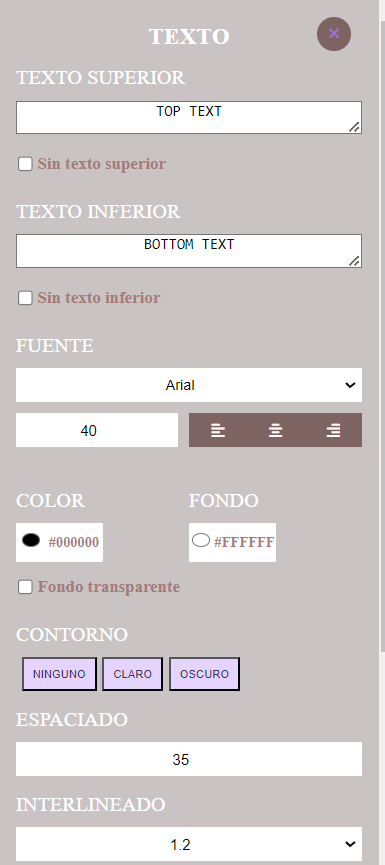 TEXTO
×
TEXTO SUPERIOR
TOP TEXT
Sin texto superior
TEXTO INFERIOR
BOTTOM TEXT
Sin texto inferior
FUENTE
Arial
40
COLOR FONDO
#000000 #FFFFFF
Fondo transparente
CONTORNO
NINGUNO CLARO OSCURO
ESPACIADO
35
INTERLINEADO
1.2